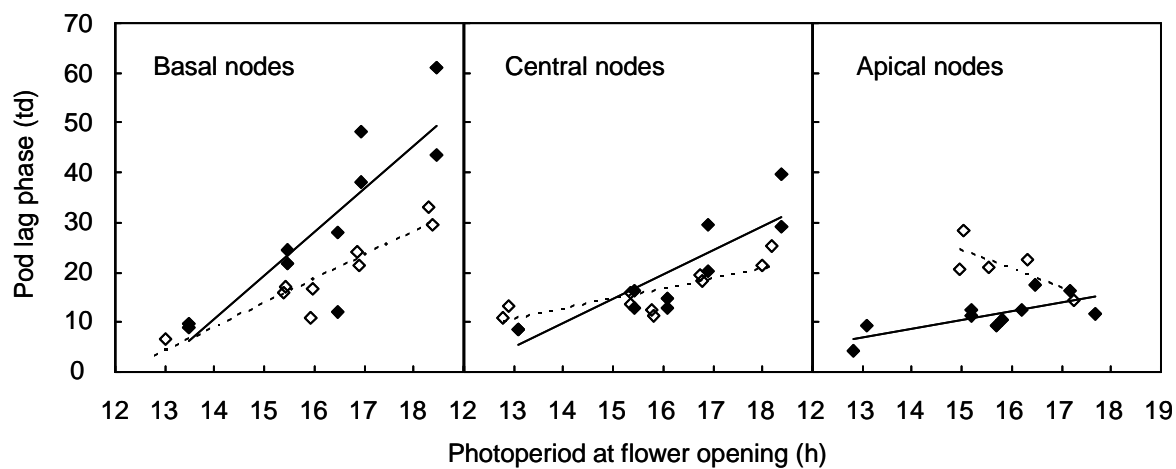 70
60
50
40
30
20
10
0
Pod lag phase (td)
Basal nodes Central nodes Apical nodes
12 13 14 15 16 17 18 12 13 14 15 16 17 18 12 13 14 15 16 17 18 19
Photoperiod at flower opening (h)